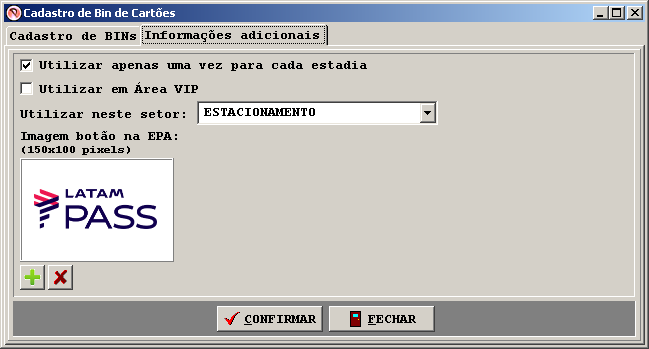 Cadastro de Bin de Cartões
Cadastro de BINs Informações adicionais
Utilizar apenas uma vez para cada estadia
Utilizar em Área VIP
Utilizar neste setor: ESTACIONAMENTO
Imagem botão na EPA:
(150x100 pixels)
LATAM
PASS
CONFIRMAR FECHAR